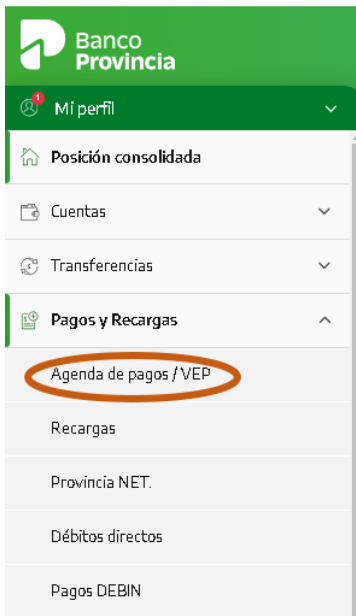 Banco
Provincia
1
Mi perfil
Posición consolidada
Cuentas
Transferencias
Pagos y Recargas
Agenda de pagos / VEP
Recargas
Provincia NET.
Débitos directos
Pagos DEBIN